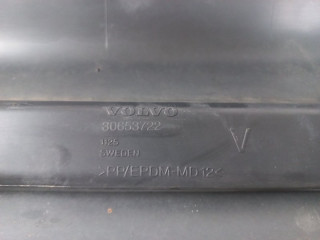 VOLVO
30653722
V
SWEDEN
>PP/EPDM-MD12<